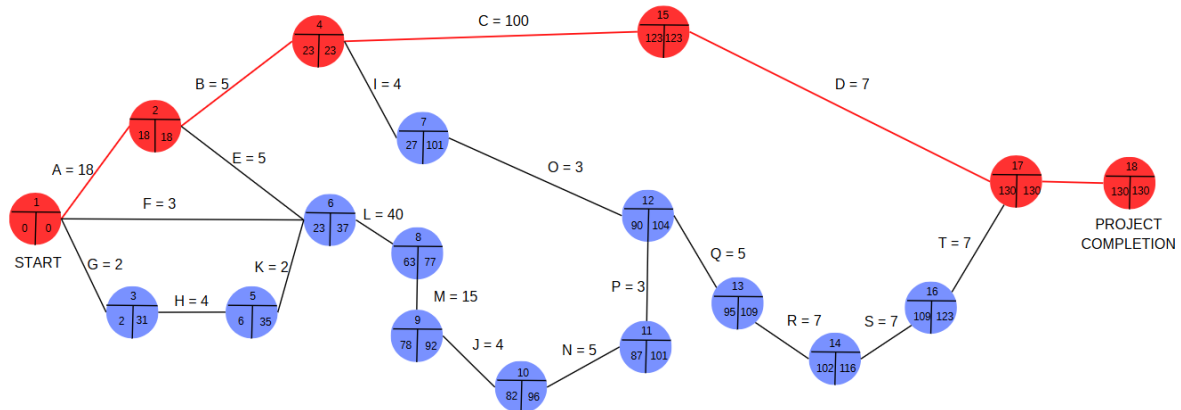 C = 100
15
123 123
4
23 23
B = 5
I = 4
D = 7
2
18 18
7
27 101
E = 5
O = 3
A = 18
17
130 130
18
130 130
F = 3
1
0 0
START
6
23 37
L = 40
12
90 104
PROJECT
COMPLETION
8
63 77
T = 7
G = 2
K = 2
Q = 5
3
2 31
H = 4
5
6 35
M = 15
P = 3
13
95 109
16
109 123
9
78 92
11
87 101
R = 7
S = 7
J = 4
N = 5
14
102 116
10
82 96